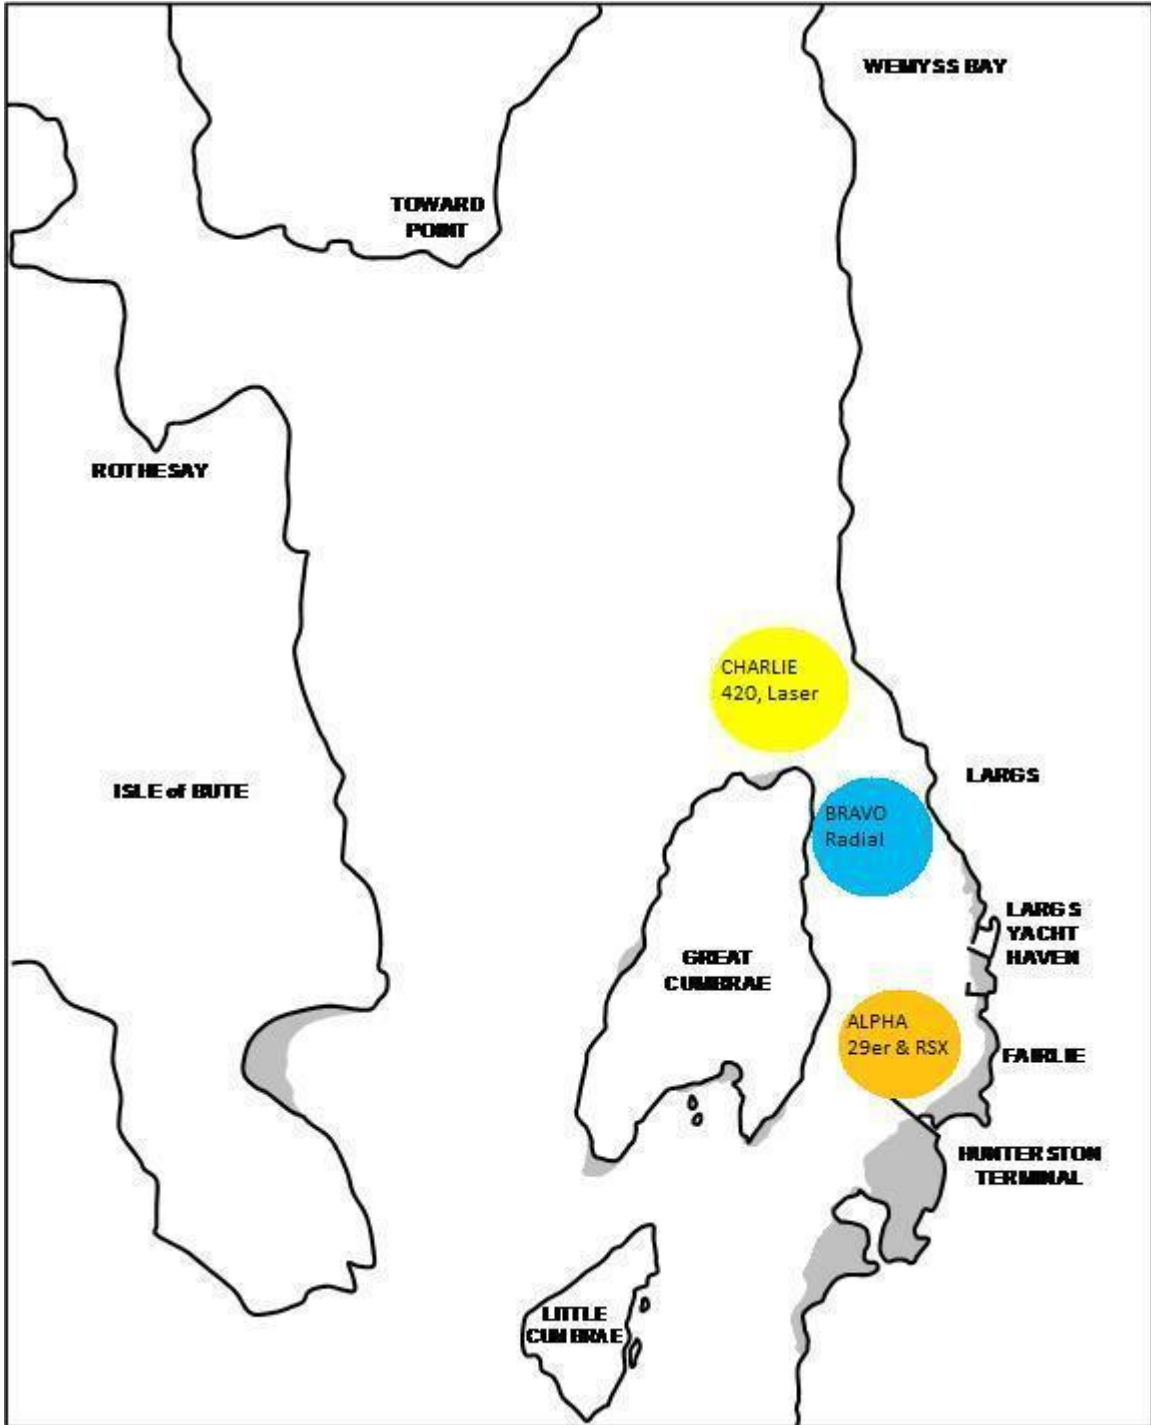 WEMYSS BAY
TOWARD
POINT
ROTHESAY
CHARLIE
420, Laser
ISLE of BUTE
LARGS
BRAVO
Radial
LARGS
YACHT
HAVEN
GREAT
CUMBRAE
ALPHA
29er & RSX
FAIRLIE
HUNTERSTON
TERMINAL
LITTLE
CUMBRAE